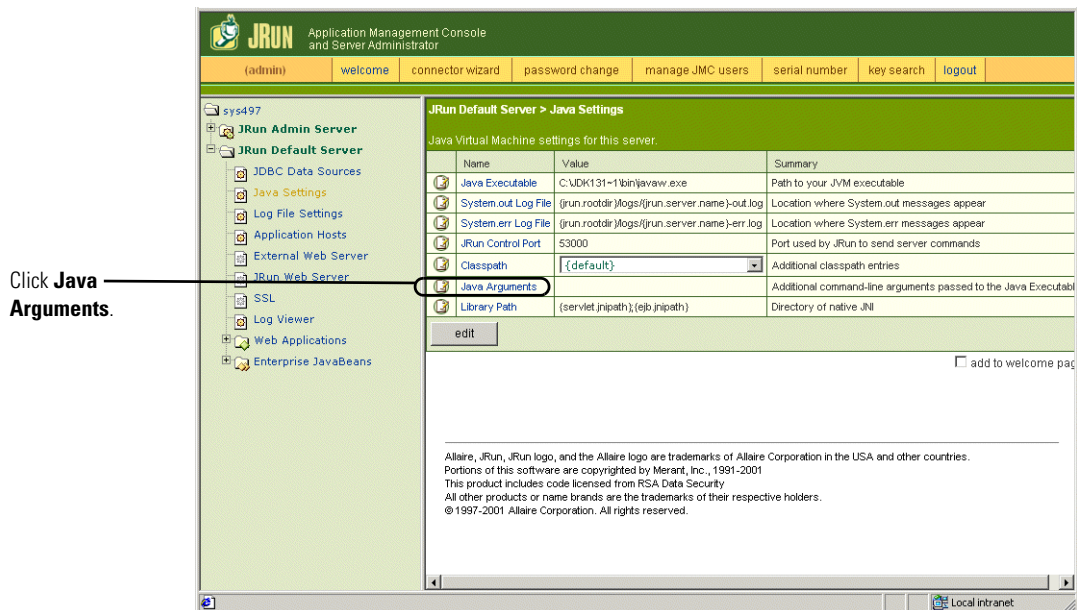 JRUN Application Management Console
and Server Administrator
(admin) welcome connector wizard password change manage JMC users serial number key search logout
sys497
JRun Admin Server
JRun Default Server
JDBC Data Sources
Java Settings
Log File Settings
Application Hosts
External Web Server
JRun Web Server
SSL
Log Viewer
Web Applications
Enterprise JavaBeans
Click Java
Arguments.
JRun Default Server > Java Settings
Java Virtual Machine settings for this server.
Name Value Summary
Java Executable C:\JDK131~1\bin\javaw.exe Path to your JVM executable
System.out Log File {jrun.rootdir}/logs/{jrun.server.name}-out.log Location where System.out messages appear
System.err Log File {jrun.rootdir}/logs/{jrun.server.name}-err.log Location where System.err messages appear
JRun Control Port 53000 Port used by JRun to send server commands
Classpath {default} Additional classpath entries
Java Arguments Additional command-line arguments passed to the Java Executabl
Library Path {servlet.jnipath};{ejb.jnipath} Directory of native JNI
edit
add to welcome pag
Allaire, JRun, JRun logo, and the Allaire logo are trademarks of Allaire Corporation in the USA and other countries.
Portions of this software are copyrighted by Merant, Inc., 1991-2001
This product includes code licensed from RSA Data Security
All other products or name brands are the trademarks of their respective holders.
© 1997-2001 Allaire Corporation. All rights reserved.
Local intranet